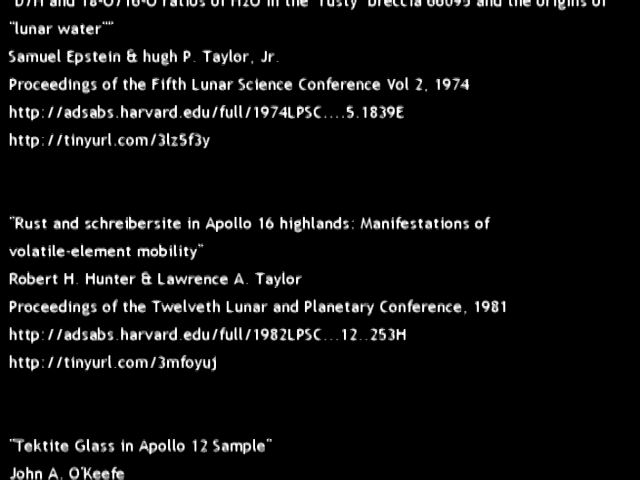 "D/H and 18-O/16-O ratios of H2O in the "rusty" breccia 66095 and the origins of
"lunar water""
Samuel Epstein & hugh P. Taylor, Jr.
Proceedings of the Fifth Lunar Science Conference Vol 2, 1974
http://adsabs.harvard.edu/full/1974LPSC....5.1839E
http://tinyurl.com/3lz5f3y
"Rust and schreibersite in Apollo 16 highlands: Manifestations of
volatile-element mobility"
Robert H. Hunter & Lawrence A. Taylor
Proceedings of the Twelveth Lunar and Planetary Conference, 1981
http://adsabs.harvard.edu/full/1982LPSC...12..253H
http://tinyurl.com/3mfoyuj
"Tektite Glass in Apollo 12 Sample"
John A. O'Keefe